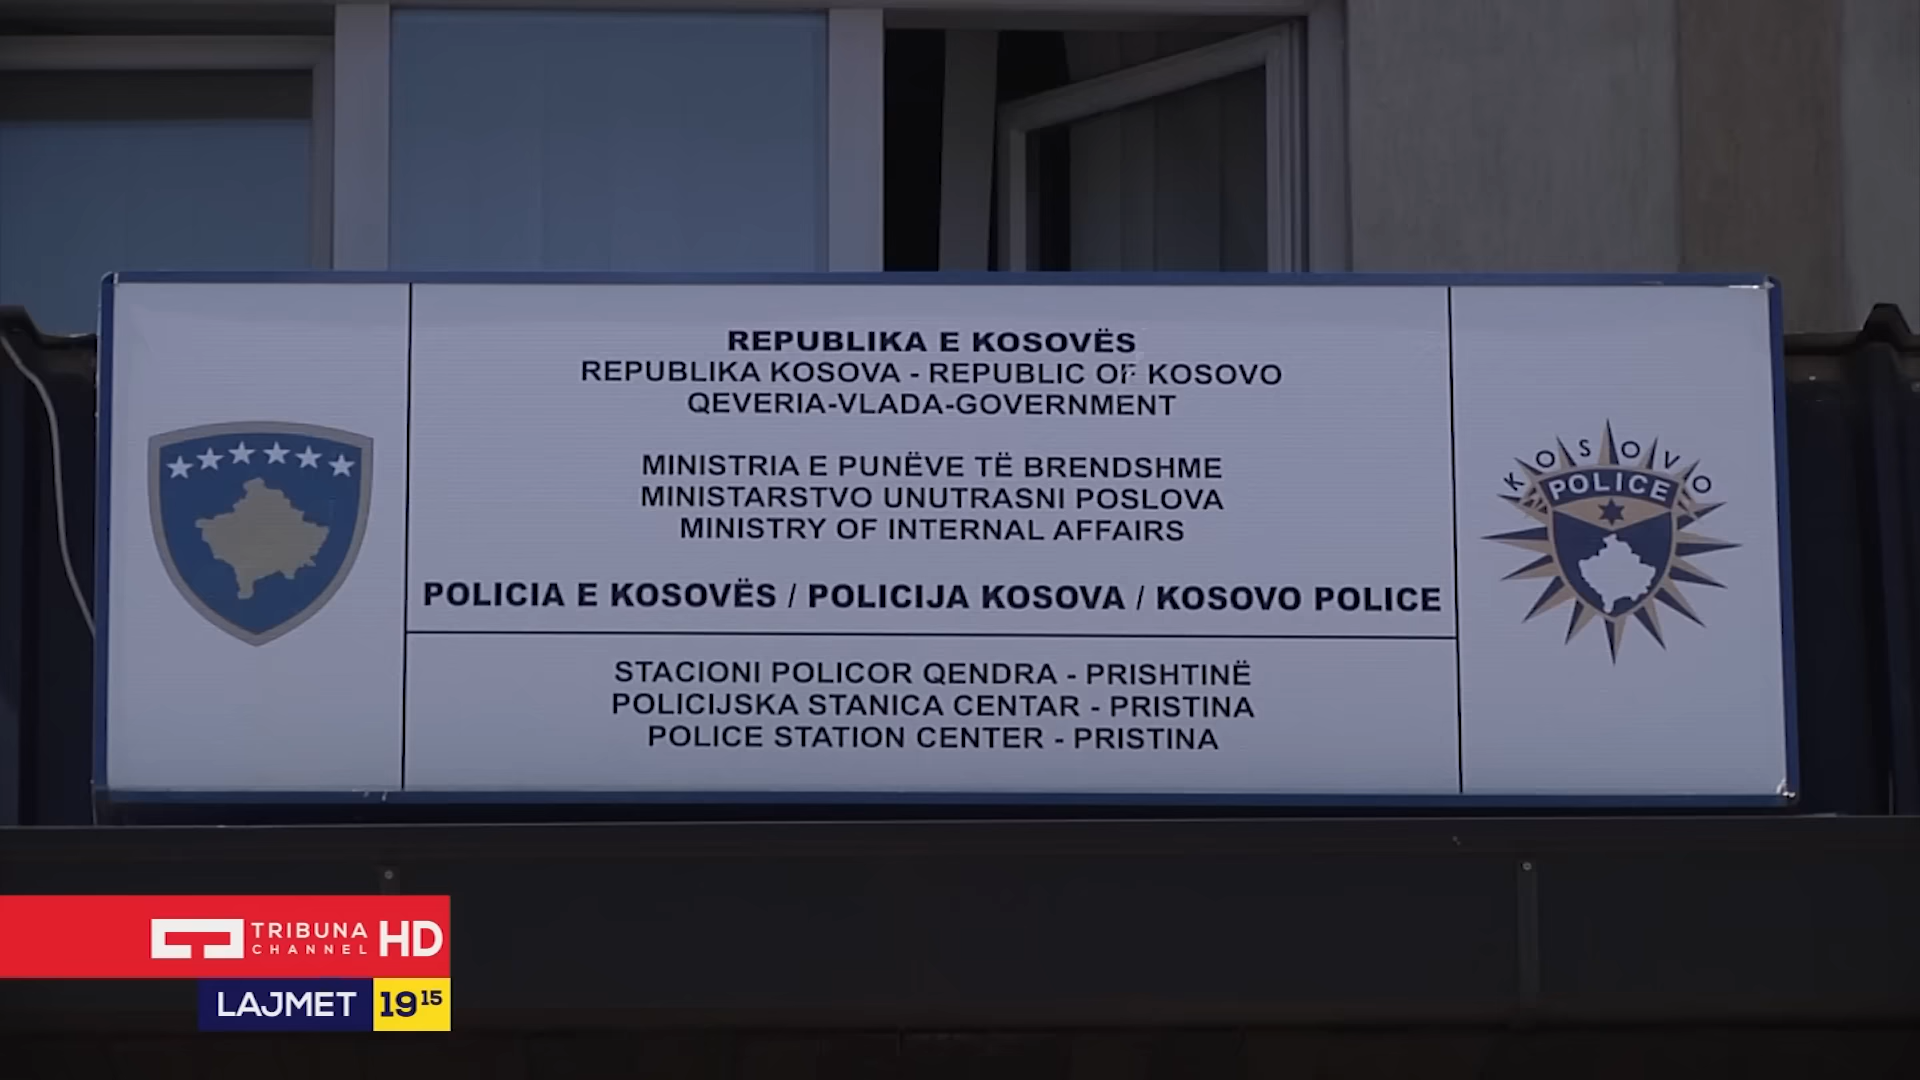 REPUBLIKA E KOSOVËS
REPUBLIKA KOSOVA - REPUBLIC OF KOSOVO
QEVERIA-VLADA-GOVERNMENT
MINISTRIA E PUNËVE TË BRENDSHME
MINISTARSTVO UNUTRASNI POSLOVA
MINISTRY OF INTERNAL AFFAIRS
POLICIA E KOSOVËS / POLICIJA KOSOVA / KOSOVO POLICE
STACIONI POLICOR QENDRA - PRISHTINË
POLICIJSKA STANICA CENTAR - PRISTINA
POLICE STATION CENTER - PRISTINA
KOSOVO
POLICE
TRIBUNA
CHANNEL
HD
LAJMET 19 15